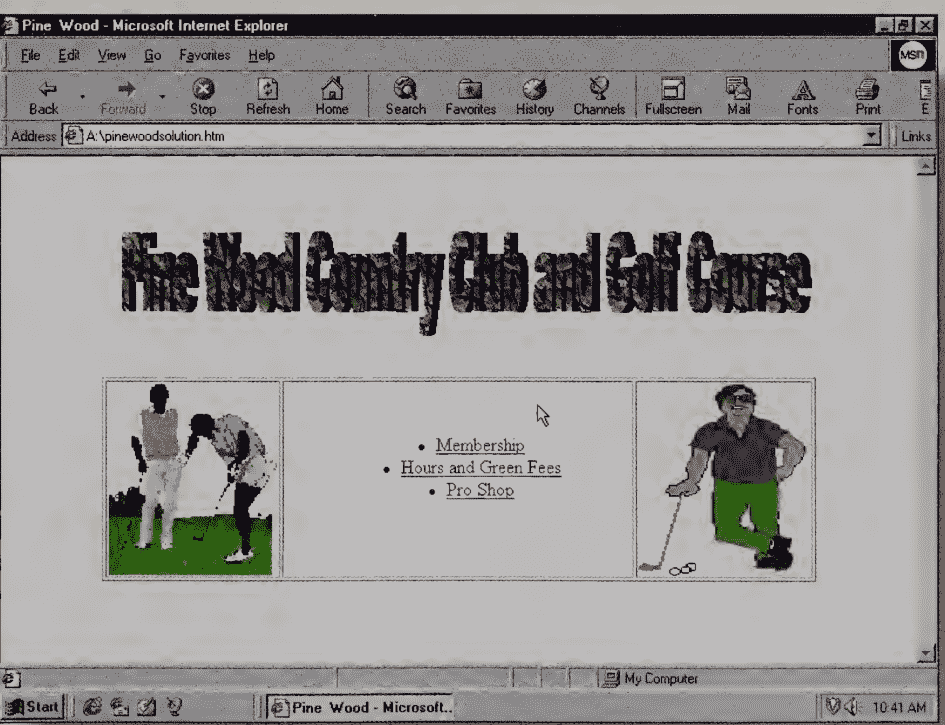 Pine Wood - Microsoft Internet Explorer
File Edit View Go Favorites Help
msn
Back Forward Stop Refresh Home Search Favorites History Channels Fullscreen Mail Fonts Print E
Address A:\pinewoodsolution.htm Links
Pine Wood Country Club and Golf Course
• Membership
• Hours and Green Fees
• Pro Shop
My Computer
Start Pine Wood - Microsoft.. 10:41 AM